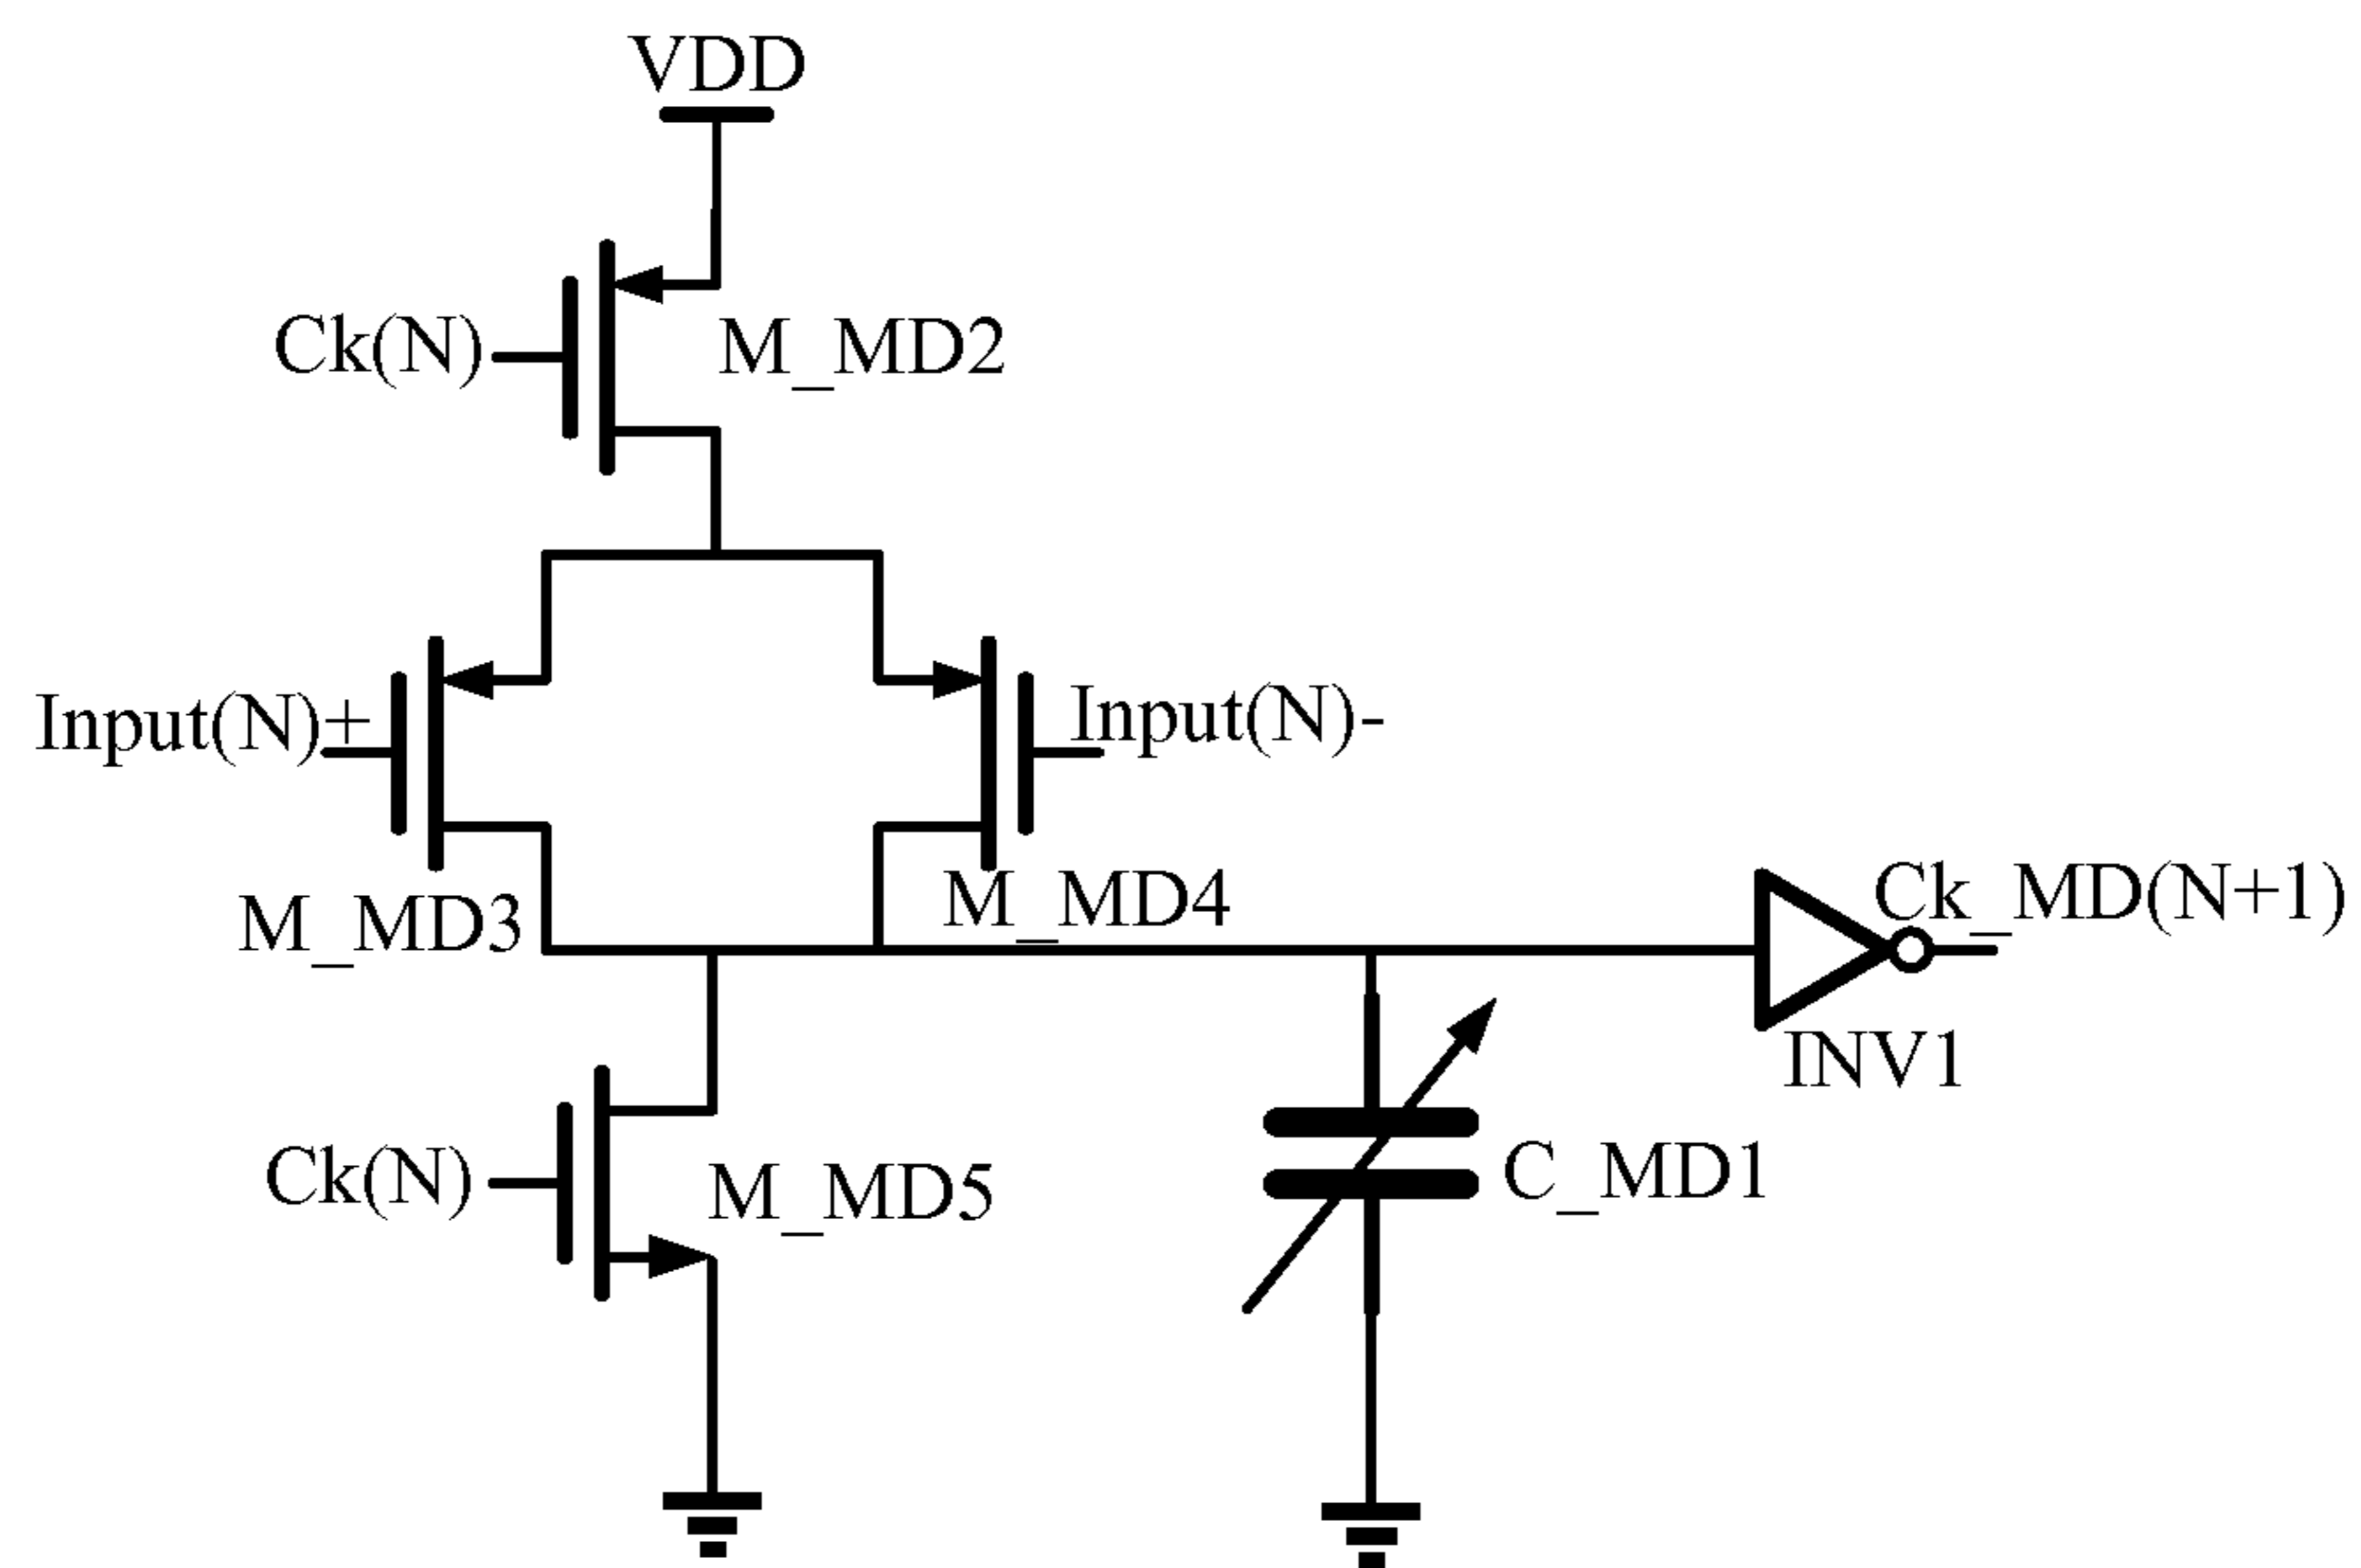 VDD
Ck(N)
M_MD2
Input(N)+
Input(N)-
M_MD3
M_MD4
Ck_MD(N+1)
INV1
Ck(N)
M_MD5
C_MD1